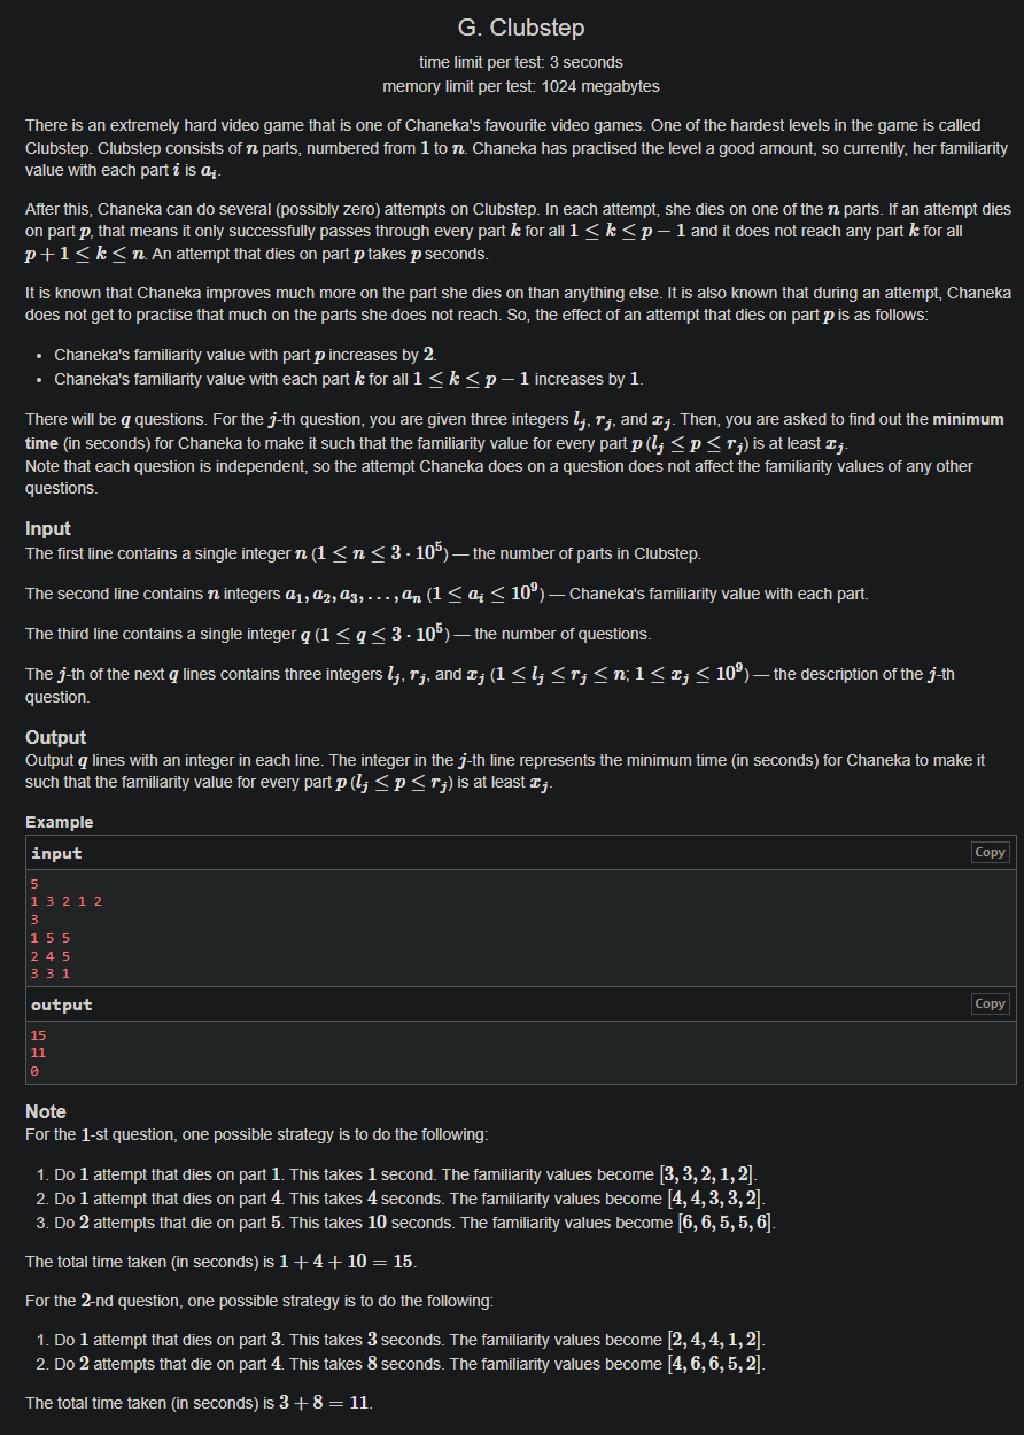 G. Clubstep
time limit per test: 3 seconds
memory limit per test: 1024 megabytes
There is an extremely hard video game that is one of Chaneka's favourite video games. One of the hardest levels in the game is called
Clubstep. Clubstep consists of n parts, numbered from 1 to n. Chaneka has practised the level a good amount, so currently, her familiarity
value with each part i is a_i.
After this, Chaneka can do several (possibly zero) attempts on Clubstep. In each attempt, she dies on one of the n parts. If an attempt dies
on part p, that means it only successfully passes through every part k for all 1 ≤ k ≤ p − 1 and it does not reach any part k for all
p + 1 ≤ k ≤ n. An attempt that dies on part p takes p seconds.
It is known that Chaneka improves much more on the part she dies on than anything else. It is also known that during an attempt, Chaneka
does not get to practise that much on the parts she does not reach. So, the effect of an attempt that dies on part p is as follows:
• Chaneka's familiarity value with part p increases by 2.
• Chaneka's familiarity value with each part k for all 1 ≤ k ≤ p − 1 increases by 1.
There will be q questions. For the j-th question, you are given three integers l_j, r_j, and x_j. Then, you are asked to find out the minimum
time (in seconds) for Chaneka to make it such that the familiarity value for every part p (l_j ≤ p ≤ r_j) is at least x_j.
Note that each question is independent, so the attempt Chaneka does on a question does not affect the familiarity values of any other
questions.
Input
The first line contains a single integer n (1 ≤ n ≤ 3 · 10^5) — the number of parts in Clubstep.
The second line contains n integers a_1, a_2, a_3, . . . , a_n (1 ≤ a_i ≤ 10^9) — Chaneka's familiarity value with each part.
The third line contains a single integer q (1 ≤ q ≤ 3 · 10^5) — the number of questions.
The j-th of the next q lines contains three integers l_j, r_j, and x_j (1 ≤ l_j ≤ r_j ≤ n; 1 ≤ x_j ≤ 10^9) — the description of the j-th
question.
Output
Output q lines with an integer in each line. The integer in the j-th line represents the minimum time (in seconds) for Chaneka to make it
such that the familiarity value for every part p (l_j ≤ p ≤ r_j) is at least x_j.
Example
input
Copy
5
1 3 2 1 2
3
1 5 5
2 4 5
3 3 1
output
Copy
15
11
0
Note
For the 1-st question, one possible strategy is to do the following:
1. Do 1 attempt that dies on part 1. This takes 1 second. The familiarity values become [3, 3, 2, 1, 2].
2. Do 1 attempt that dies on part 4. This takes 4 seconds. The familiarity values become [4, 4, 3, 3, 2].
3. Do 2 attempts that die on part 5. This takes 10 seconds. The familiarity values become [6, 6, 5, 5, 6].
The total time taken (in seconds) is 1 + 4 + 10 = 15.
For the 2-nd question, one possible strategy is to do the following:
1. Do 1 attempt that dies on part 3. This takes 3 seconds. The familiarity values become [2, 4, 4, 1, 2].
2. Do 2 attempts that die on part 4. This takes 8 seconds. The familiarity values become [4, 6, 6, 5, 2].
The total time taken (in seconds) is 3 + 8 = 11.